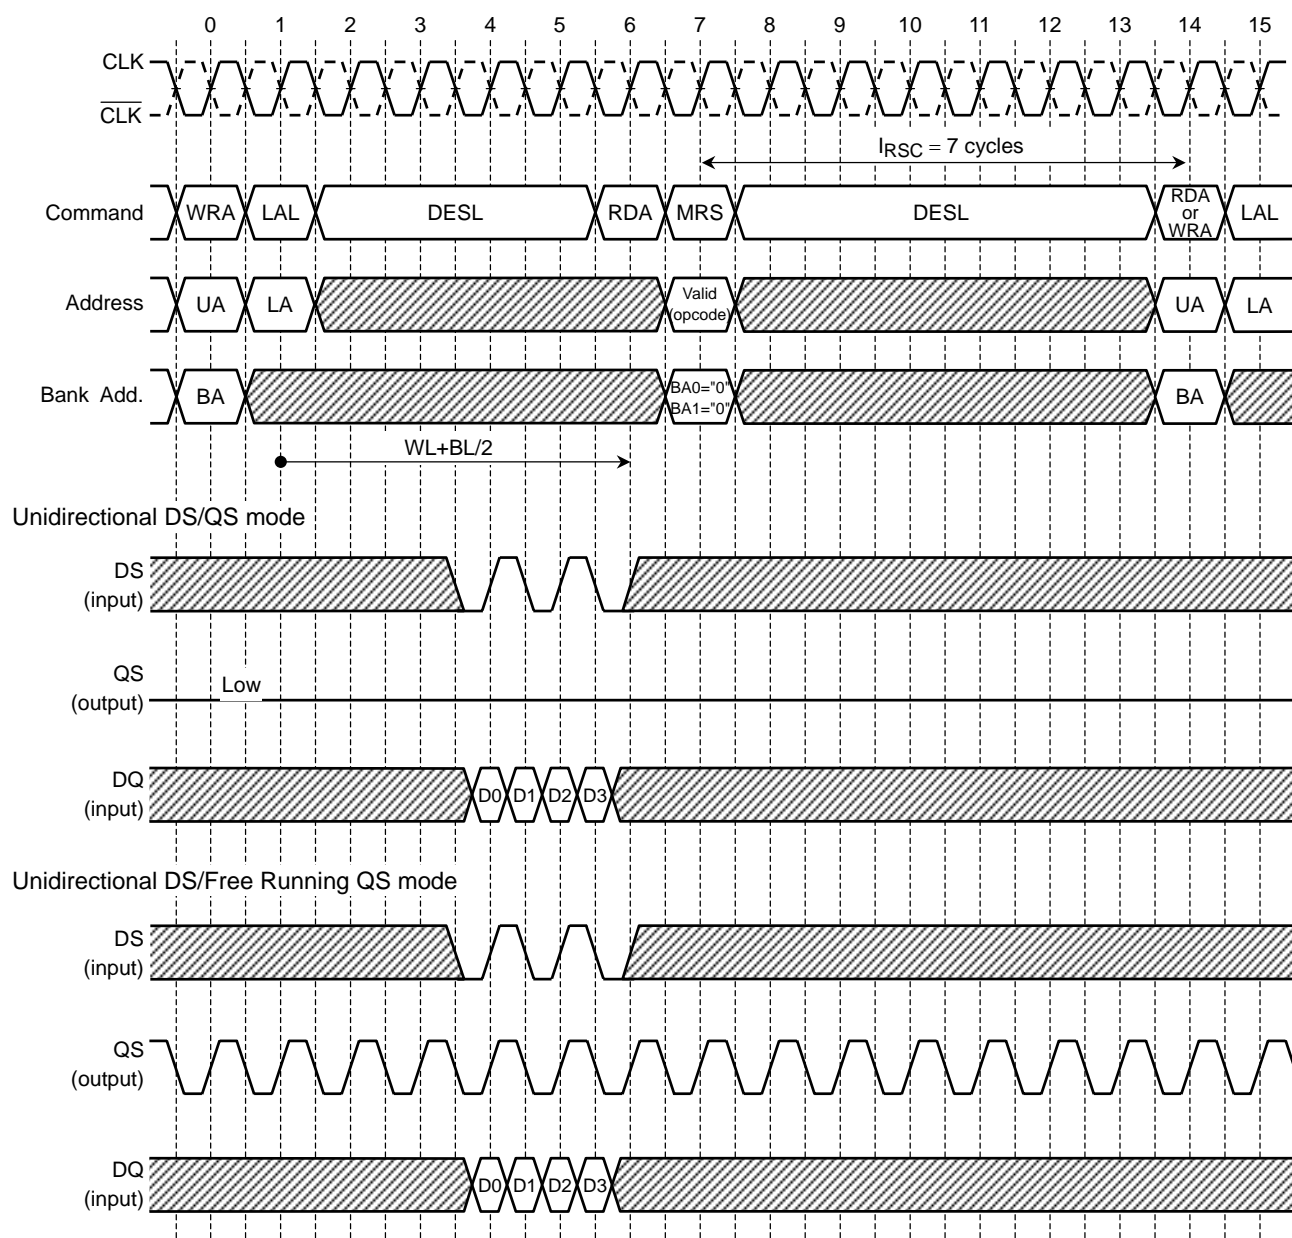 0 1 2 3 4 5 6 7 8 9 10 11 12 13 14 15
CLK
CLK
IRSC = 7 cycles
Command WRA LAL DESL RDA MRS DESL RDA or WRA LAL
Address UA LA Valid (opcode) UA LA
Bank Add. BA BA0="0" BA1="0" BA
WL+BL/2
Unidirectional DS/QS mode
DS
(input)
QS
(output) Low
DQ
(input) D0 D1 D2 D3
Unidirectional DS/Free Running QS mode
DS
(input)
QS
(output)
DQ
(input) D0 D1 D2 D3